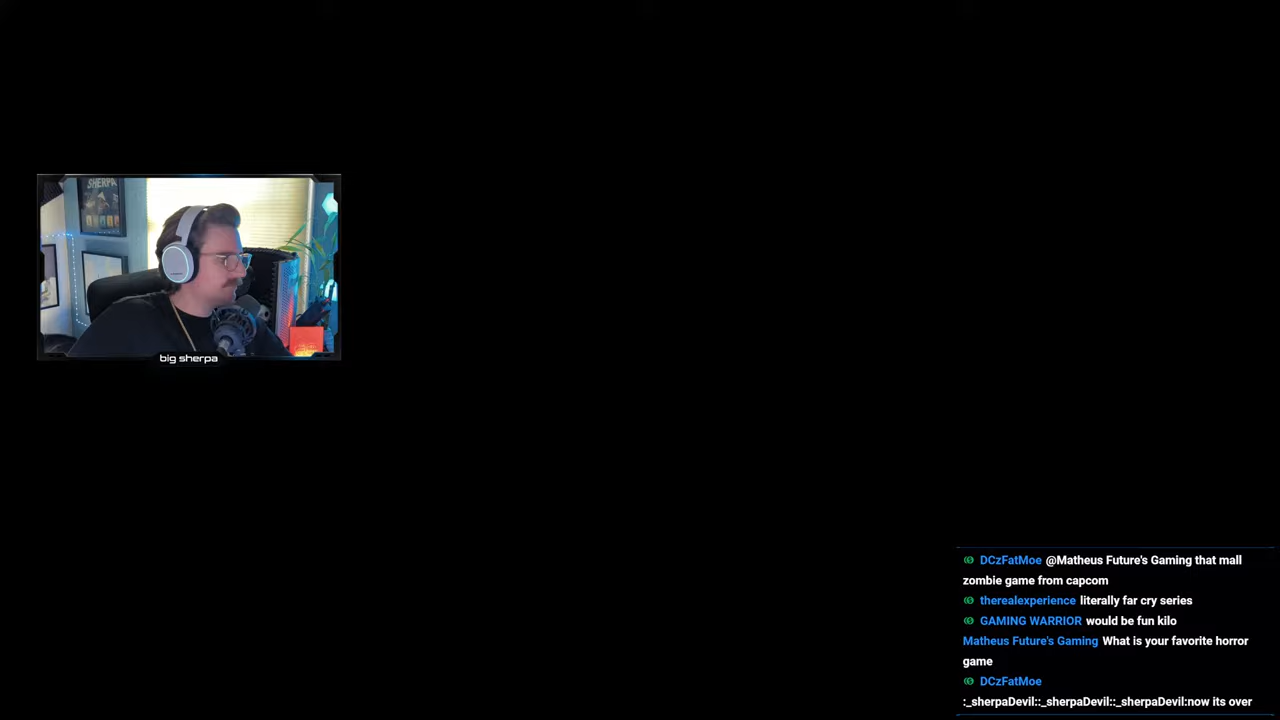 SHERPA
big sherpa
DCzFatMoe @Matheus Future's Gaming that mall
zombie game from capcom
therealexperience literally far cry series
GAMING WARRIOR would be fun kilo
Matheus Future's Gaming What is your favorite horror
game
DCzFatMoe
:_sherpaDevil::_sherpaDevil::_sherpaDevil:now its over